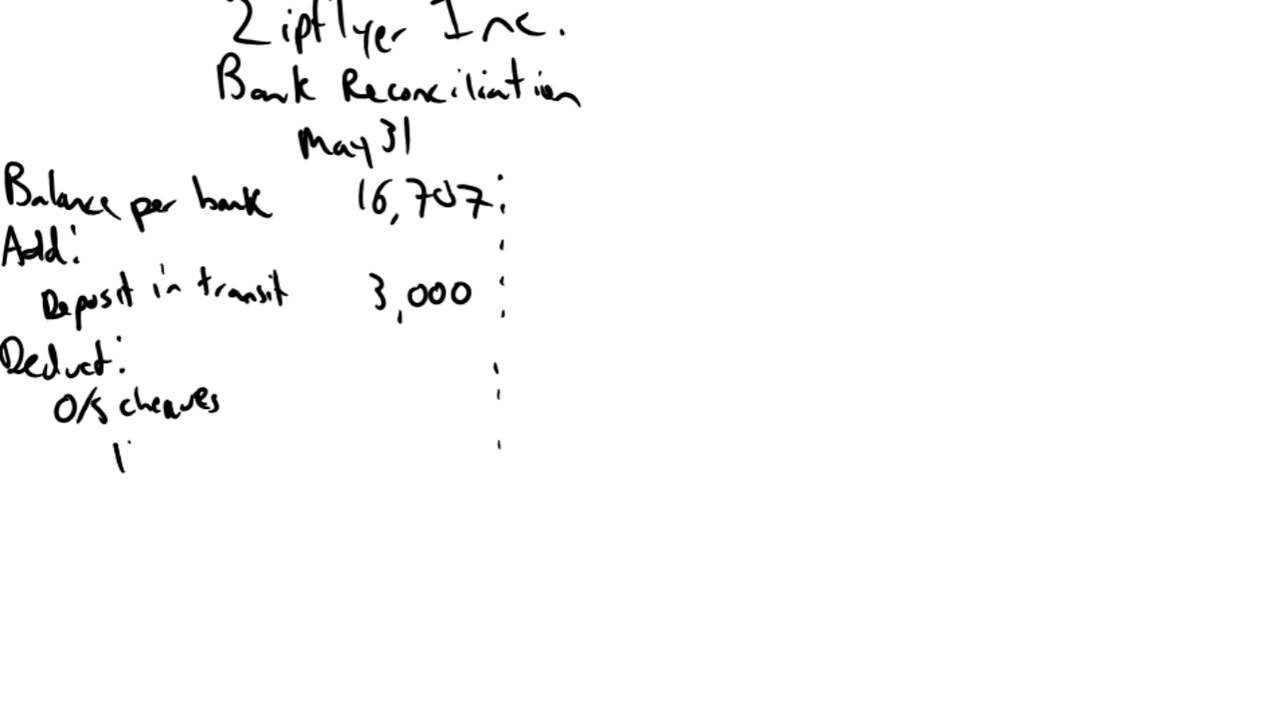 Zipflyer Inc.
Bank Reconciliation
May 31
Balance per bank 16,707
Add:
Deposit in transit 3,000
Deduct:
O/S cheques